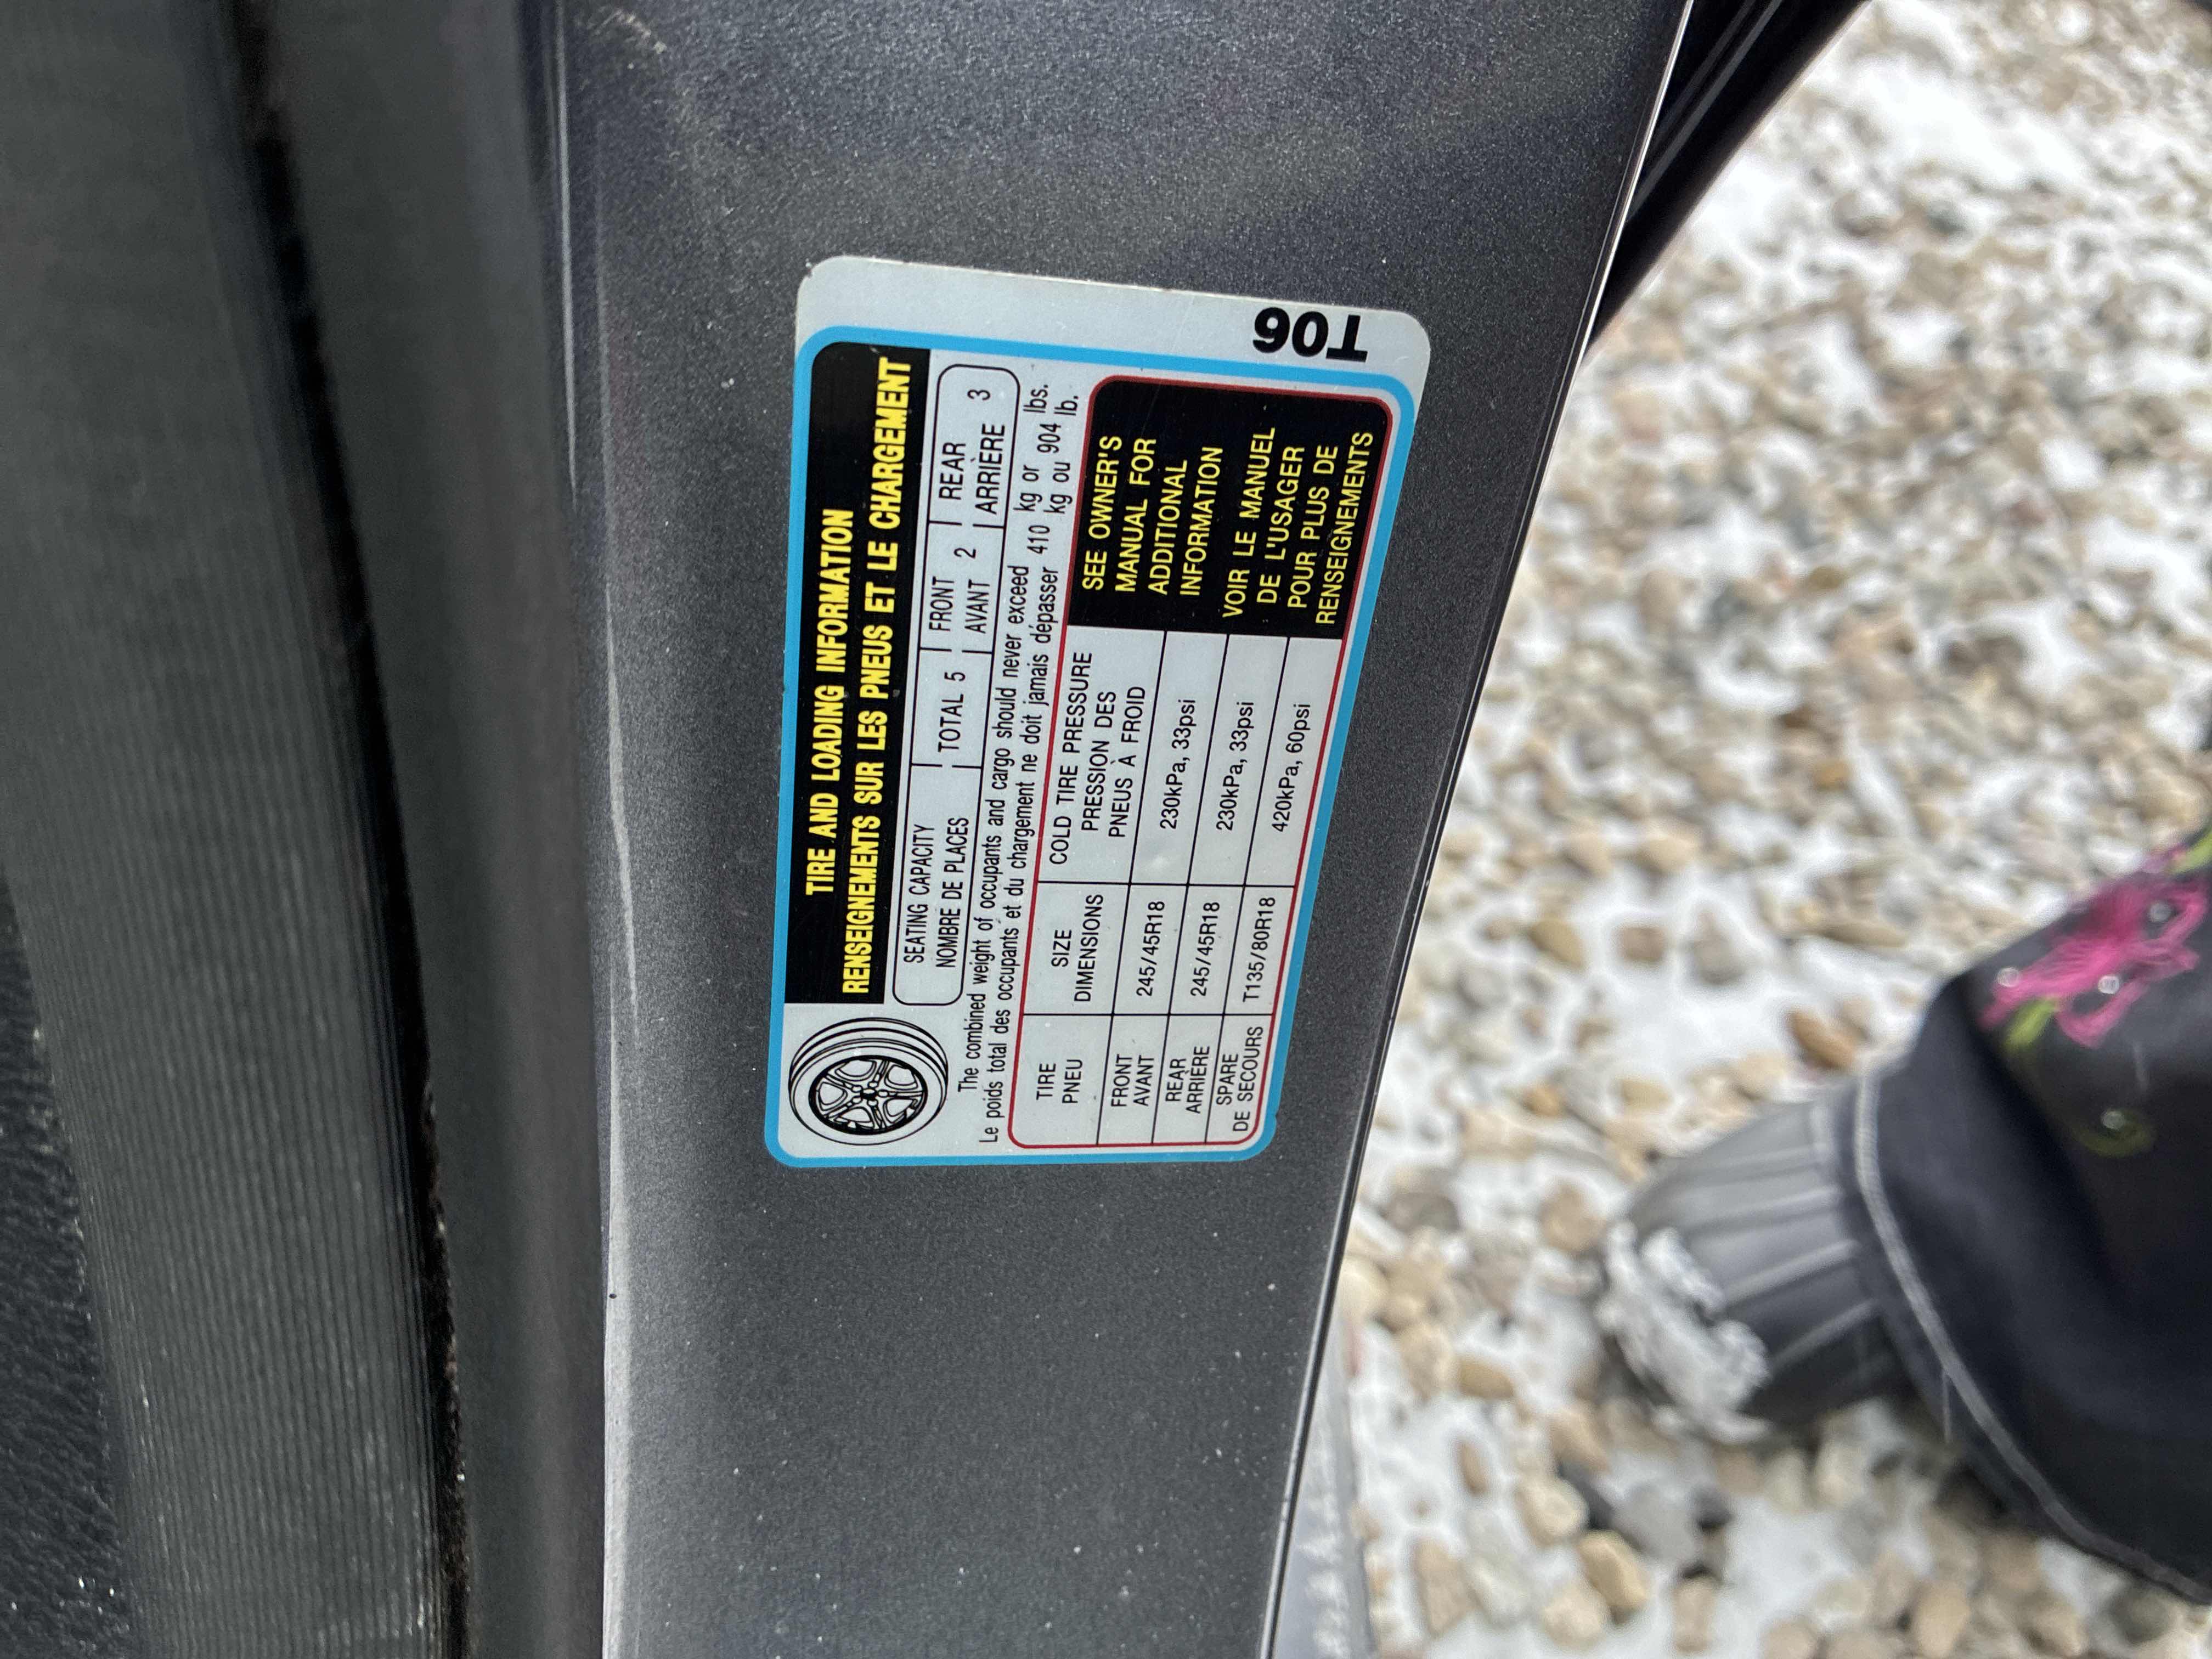 TIRE AND LOADING INFORMATION
RENSEIGNEMENTS SUR LES PNEUS ET LE CHARGEMENT
SEATING CAPACITY
NOMBRE DE PLACES
TOTAL 5
FRONT
AVANT 2
REAR
ARRIÈRE 3
The combined weight of occupants and cargo should never exceed 410 kg or 904 lbs.
Le poids total des occupants et du chargement ne doit jamais dépasser 410 kg ou 904 lb.
TIRE
PNEU
SIZE
DIMENSIONS
COLD TIRE PRESSURE
PRESSION DES
PNEUS À FROID
FRONT
AVANT
245/45R18
230kPa, 33psi
REAR
ARRIERE
245/45R18
230kPa, 33psi
SPARE
DE SECOURS
T135/80R18
420kPa, 60psi
SEE OWNER'S
MANUAL FOR
ADDITIONAL
INFORMATION
VOIR LE MANUEL
DE L'USAGER
POUR PLUS DE
RENSEIGNEMENTS
T06